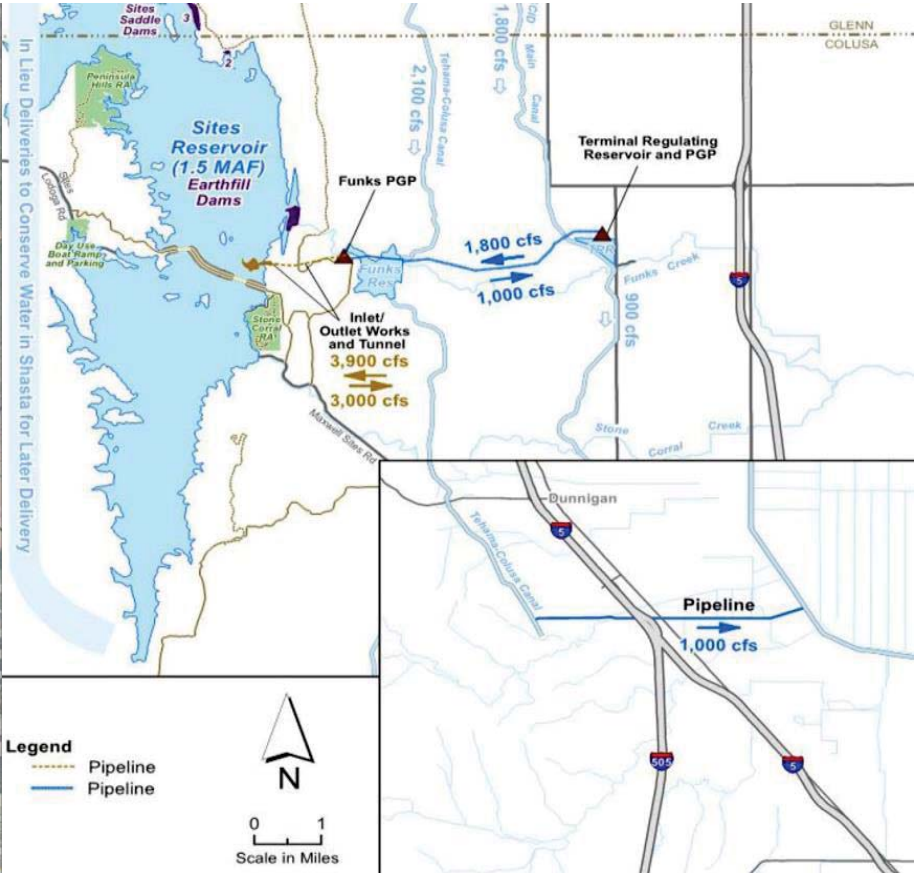 Sites
Saddle
Dams
3
2
GLENN
COLUSA
In Lieu Deliveries to Conserve Water in Shasta for Later Delivery
Peninsula
Hills RA
Tehama-Colusa Canal
2,100 cfs
1,800 cfs
Main Canal
Sites
Reservoir
(1.5 MAF)
Earthfill
Dams
Terminal Regulating
Reservoir and PGP
Funks PGP
Sites
Lodoga Rd
Day Use
Boat Ramp
and Parking
1,800 cfs
1,000 cfs
TRR
Funks Creek
Funks
Res
5
900 cfs
Stone
Corral
RA
Inlet/
Outlet Works
and Tunnel
3,900 cfs
3,000 cfs
Maxwell Sites Rd
Stone Corral Creek
Dunnigan
5
Tehama-Colusa Canal
Pipeline
1,000 cfs
505
5
Legend
Pipeline
Pipeline
N
0 1
Scale in Miles